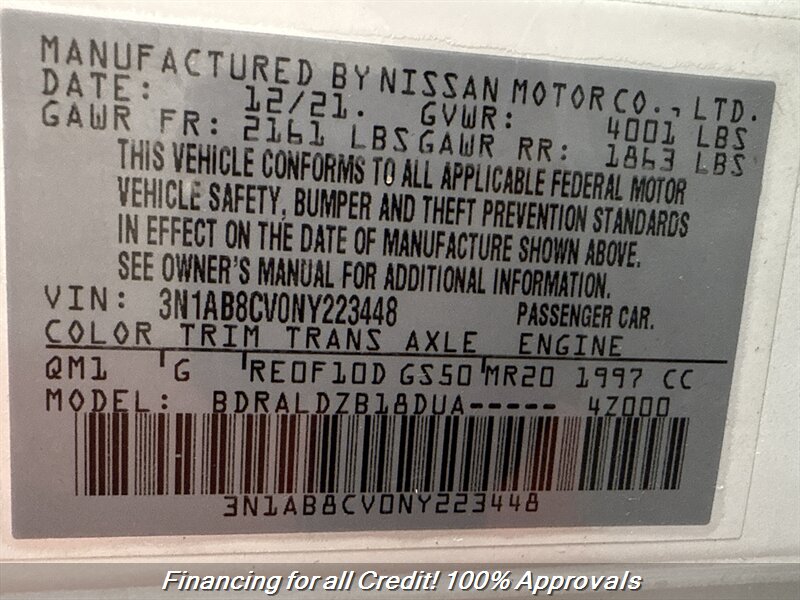 MANUFACTURED BY NISSAN MOTOR CO., LTD.
DATE: 12/21. GVWR: 4001 LBS
GAWR FR: 2161 LBS GAWR RR: 1863 LBS
THIS VEHICLE CONFORMS TO ALL APPLICABLE FEDERAL MOTOR
VEHICLE SAFETY, BUMPER AND THEFT PREVENTION STANDARDS
IN EFFECT ON THE DATE OF MANUFACTURE SHOWN ABOVE.
SEE OWNER'S MANUAL FOR ADDITIONAL INFORMATION.
VIN: 3N1AB8CV0NY223448 PASSENGER CAR.
COLOR TRIM TRANS AXLE ENGINE
QM1 G RE0F10D GS50 MR20 1997 CC
MODEL: BDRALDZB18DUA----- 4Z000
3N1AB8CV0NY223448
Financing for all Credit! 100% Approvals